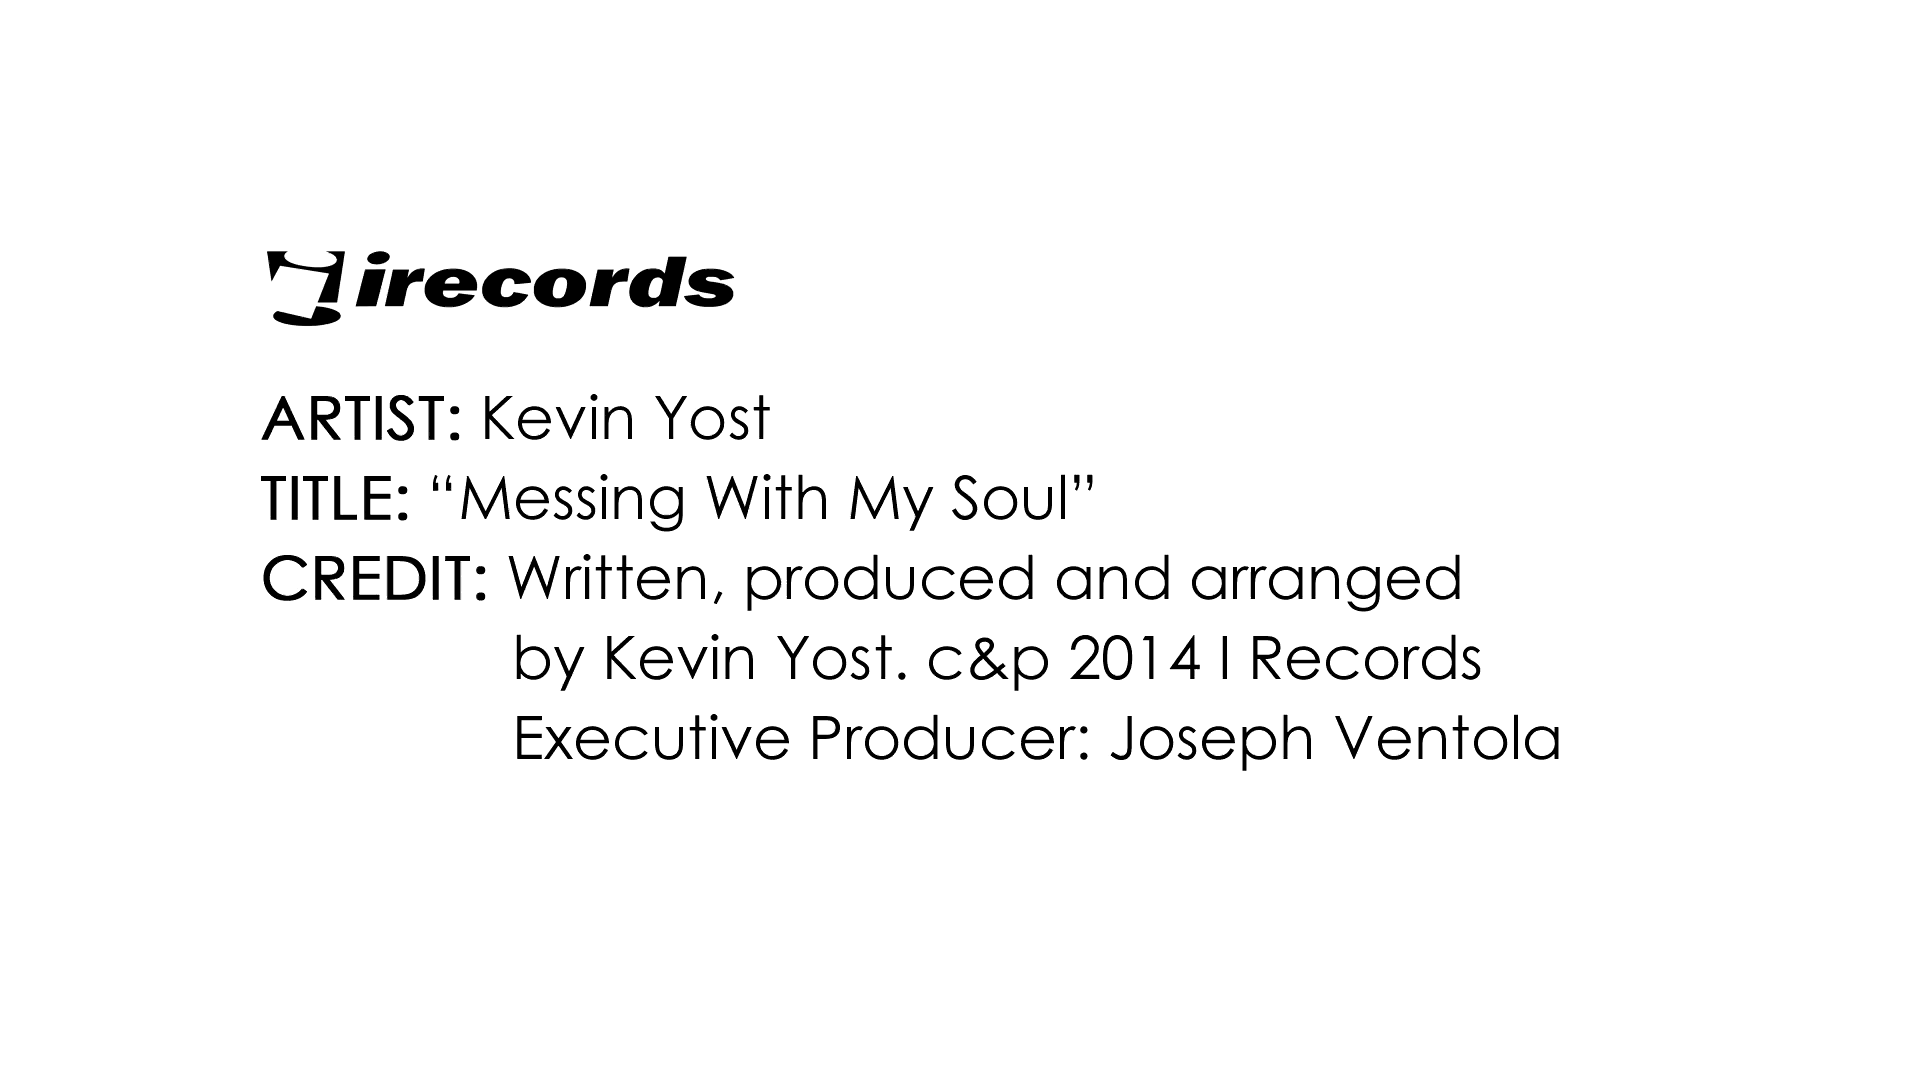 irecords
ARTIST: Kevin Yost
TITLE: “Messing With My Soul”
CREDIT: Written, produced and arranged
by Kevin Yost. c&p 2014 I Records
Executive Producer: Joseph Ventola